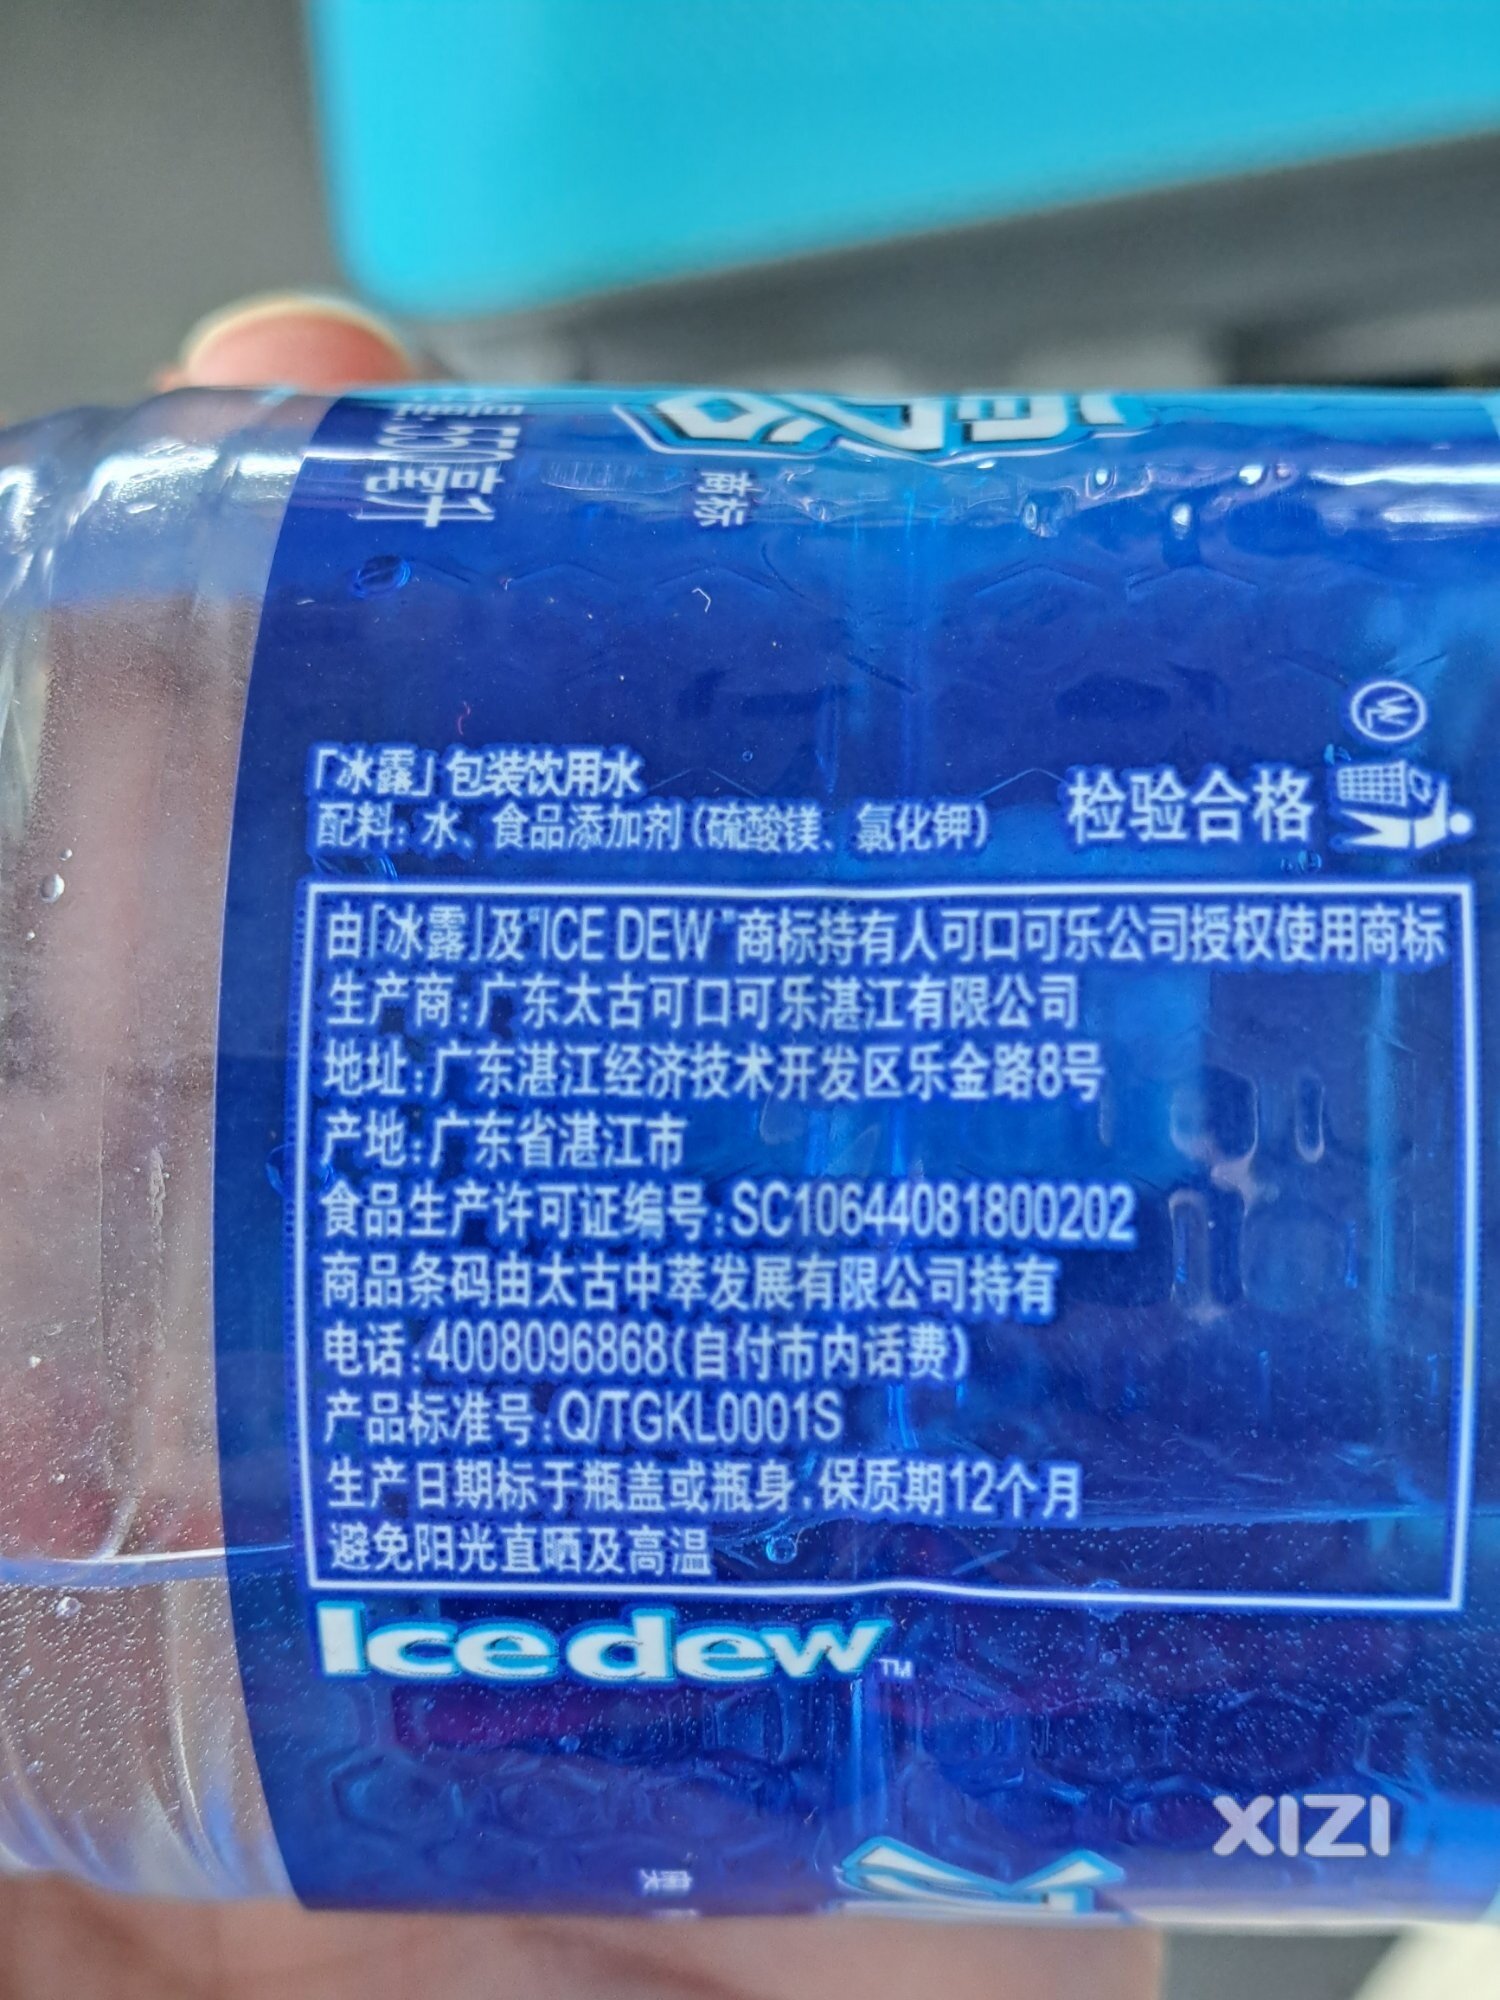 550毫升
商标
「冰露」包装饮用水
配料: 水、食品添加剂(硫酸镁、氯化钾)
检验合格
由「冰露」及"ICE DEW"商标持有人可口可乐公司授权使用商标
生产商:广东太古可口可乐湛江有限公司
地址:广东湛江经济技术开发区乐金路8号
产地:广东省湛江市
食品生产许可证编号:SC10644081800202
商品条码由太古中萃发展有限公司持有
电话:4008096868(自付市内话费)
产品标准号:Q/TGKL0001S
生产日期标于瓶盖或瓶身,保质期12个月
避免阳光直晒及高温
Ice dew™
XIZI